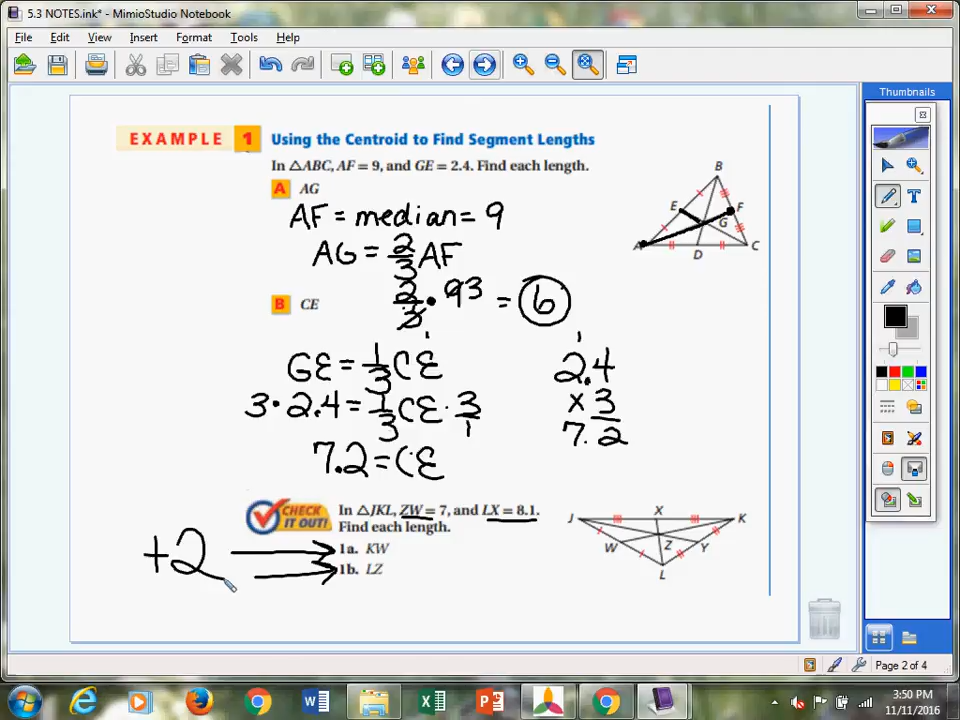 5.3 NOTES.ink* - MimioStudio Notebook
File Edit View Insert Format Tools Help
Thumbnails
EXAMPLE 1 Using the Centroid to Find Segment Lengths
In △ABC, AF = 9, and GE = 2.4. Find each length.
A AG
AF = median = 9
AG = 2/3 AF
B CE
2/3 • 9 3 = 6
GE = 1/3 CE
3 • 2.4 = 1/3 CE · 3/1
7.2 = CE
1
2.4
x 3
7.2
B
E F
G
A D C
CHECK IT OUT!
In △JKL, ZW = 7, and LX = 8.1.
Find each length.
+2
1a. KW
1b. LZ
J X K
W Z Y
L
Page 2 of 4
3:50 PM
11/11/2016